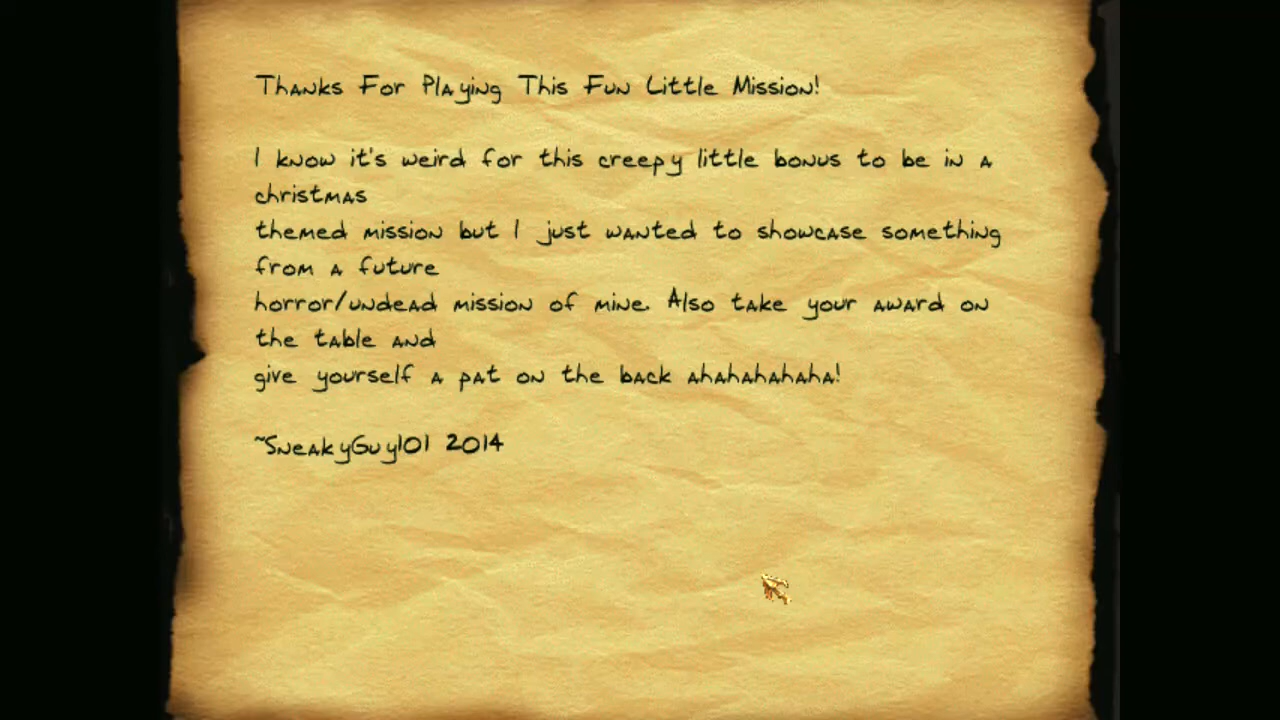 Thanks For Playing This Fun Little Mission!
I know it's weird for this creepy little bonus to be in a
christmas
themed mission but I just wanted to showcase something
from a future
horror/undead mission of mine. Also take your award on
the table and
give yourself a pat on the back ahahahahaha!
~SneakyGuy101 2014